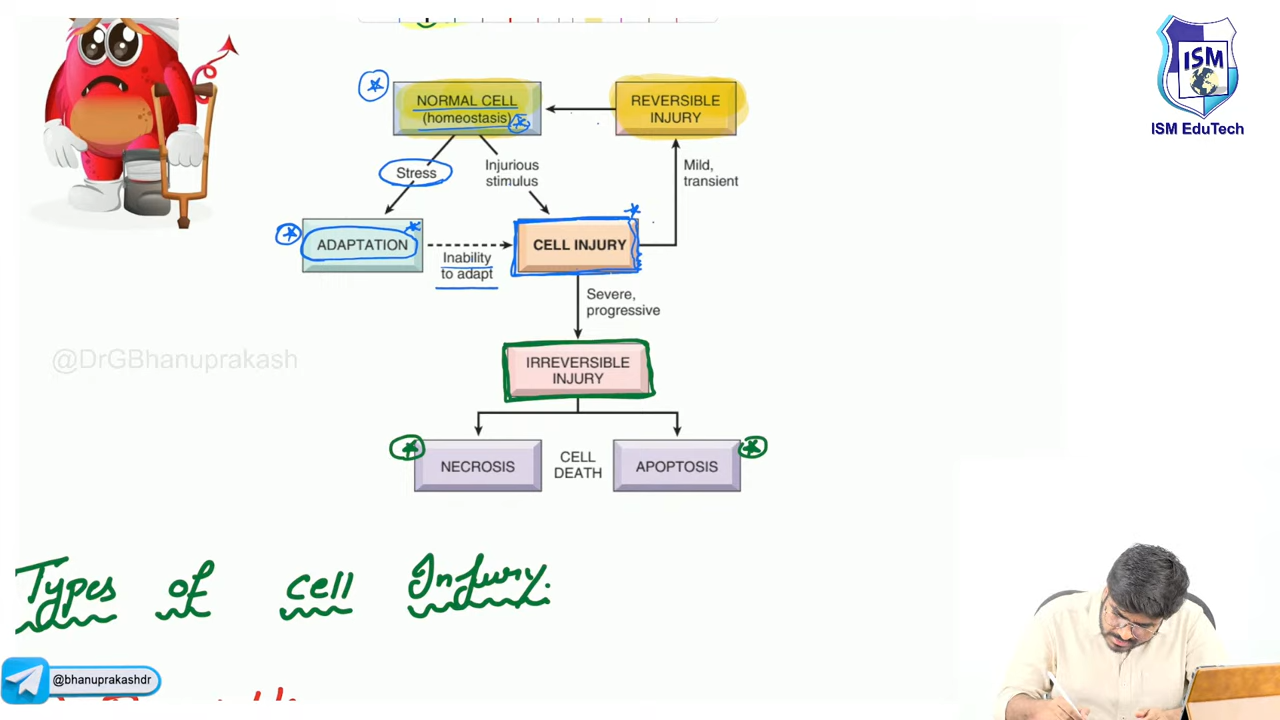 ISM
ISM EduTech
NORMAL CELL
(homeostasis)
REVERSIBLE
INJURY
Stress
Injurious
stimulus
Mild,
transient
ADAPTATION
Inability
to adapt
CELL INJURY
Severe,
progressive
@DrGBhanuprakash
IRREVERSIBLE
INJURY
NECROSIS
CELL
DEATH
APOPTOSIS
Types of cell Injury.
@bhanuprakashdr